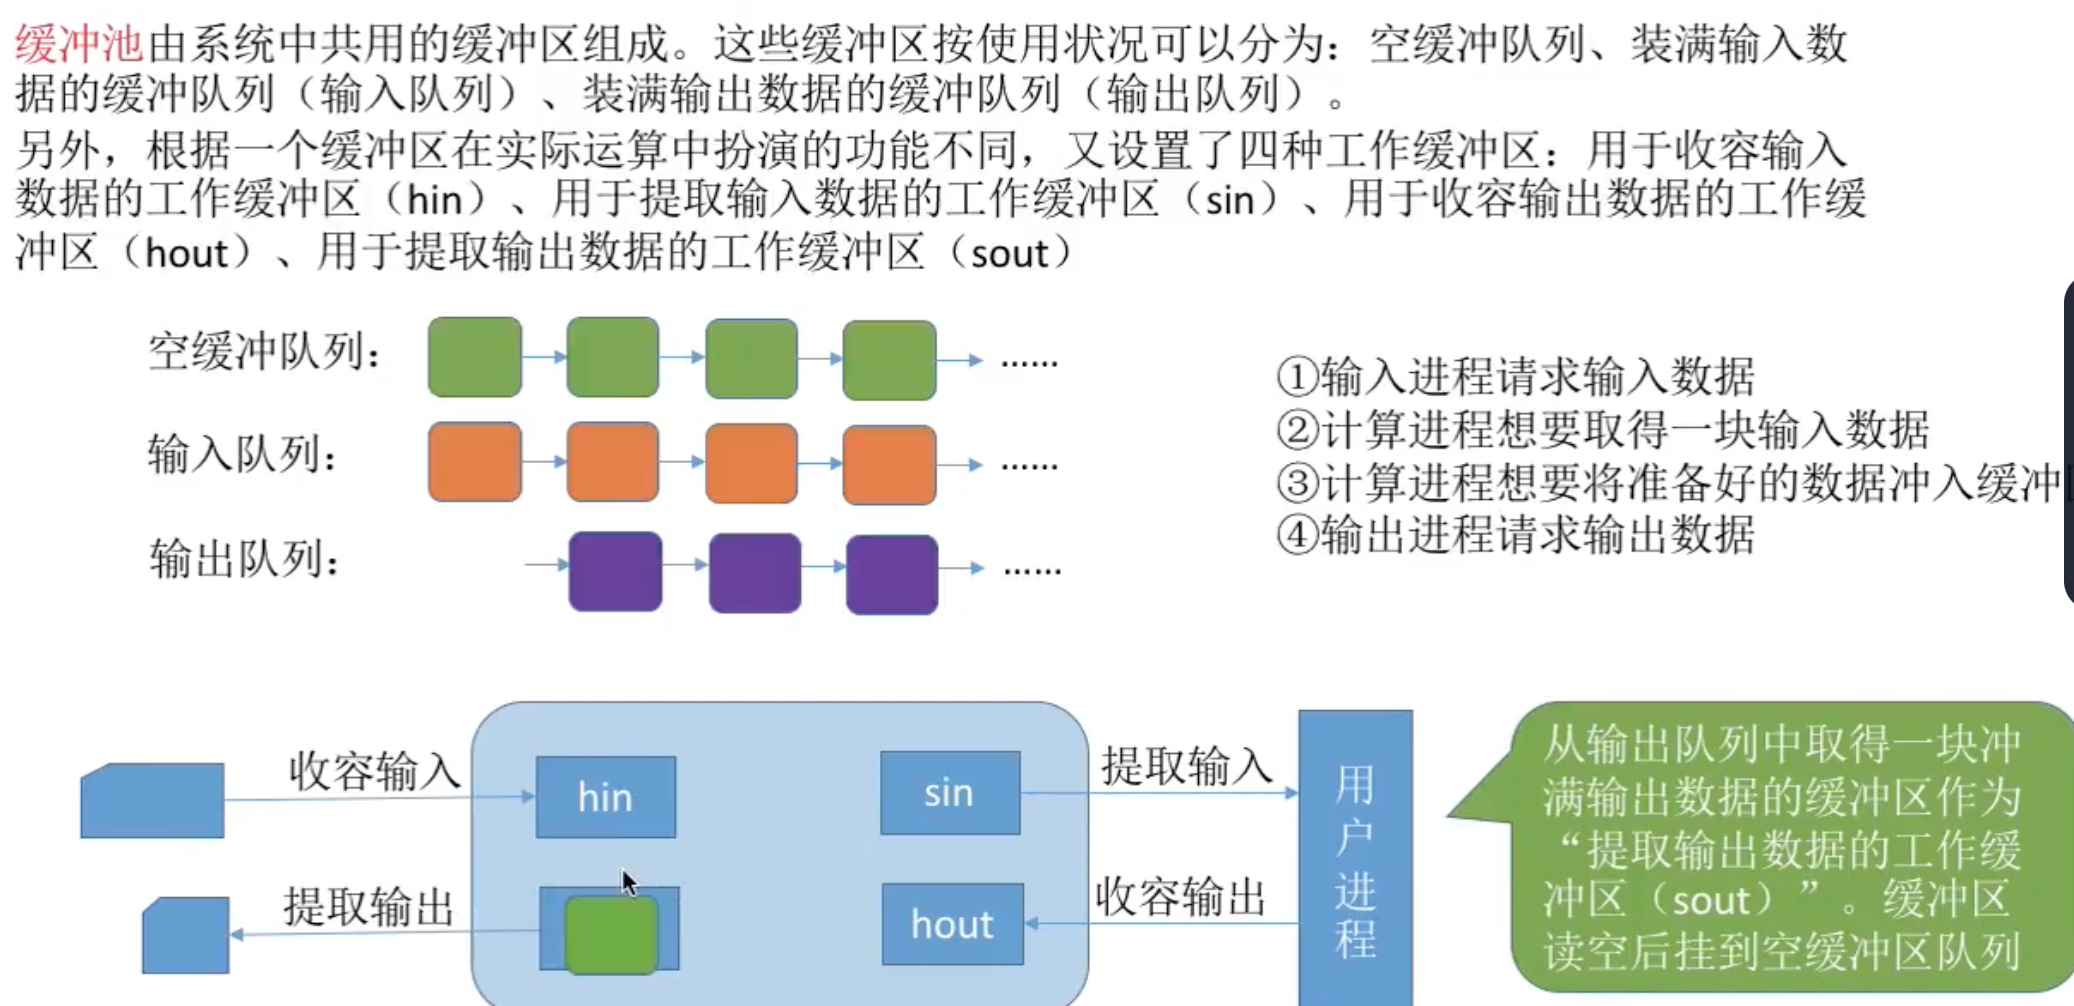 缓冲池由系统中共用的缓冲区组成。这些缓冲区按使用状况可以分为：空缓冲队列、装满输入数
据的缓冲队列（输入队列）、装满输出数据的缓冲队列（输出队列）。
另外，根据一个缓冲区在实际运算中扮演的功能不同，又设置了四种工作缓冲区：用于收容输入
数据的工作缓冲区（hin）、用于提取输入数据的工作缓冲区（sin）、用于收容输出数据的工作缓
冲区（hout）、用于提取输出数据的工作缓冲区（sout）
空缓冲队列：
......
输入队列：
......
输出队列：
......
①输入进程请求输入数据
②计算进程想要取得一块输入数据
③计算进程想要将准备好的数据冲入缓冲
④输出进程请求输出数据
收容输入
hin
sin
提取输入
提取输出
hout
收容输出
用户进程
从输出队列中取得一块冲
满输出数据的缓冲区作为
“提取输出数据的工作缓
冲区（sout）”。缓冲区
读空后挂到空缓冲区队列